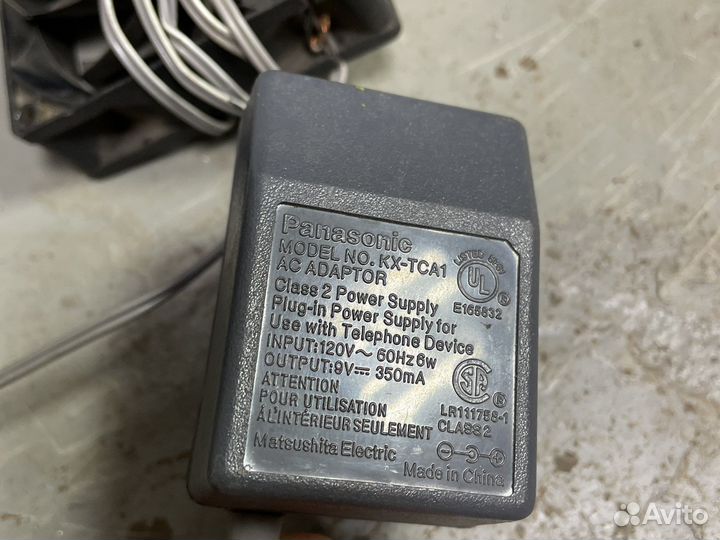 Panasonic
MODEL NO. KX-TCA1
AC ADAPTOR
Class 2 Power Supply
Plug-in Power Supply for
Use with Telephone Device
INPUT:120V～ 60Hz 6w
OUTPUT:9V⎓ 350mA
ATTENTION
POUR UTILISATION
À L'INTÉRIEUR SEULEMENT
Matsushita Electric
LISTED
UL
E165832
LR111756-1
CLASS 2
Made in China
Avito